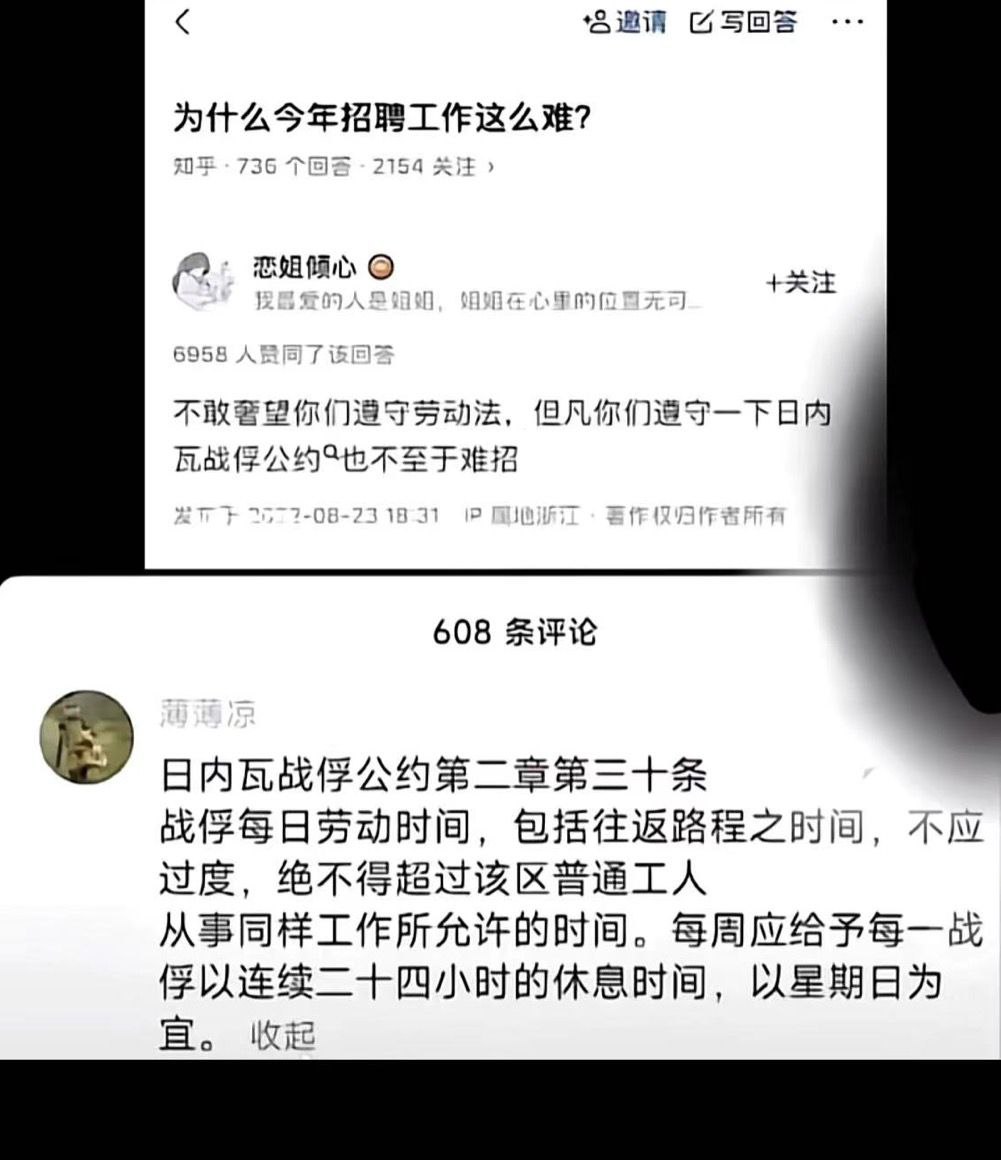 邀请 写回答 ...
为什么今年招聘工作这么难？
知乎 · 736 个回答 · 2154 关注 ›
恋姐倾心
+关注
我最爱的人是姐姐，姐姐在心里的位置无可...
6958 人赞同了该回答
不敢奢望你们遵守劳动法，但凡你们遵守一下日内
瓦战俘公约也不至于难招
发布于 2022-08-23 18:31 IP 属地浙江 · 著作权归作者所有
608 条评论
薄薄凉
日内瓦战俘公约第二章第三十条
战俘每日劳动时间，包括往返路程之时间，不应
过度，绝不得超过该区普通工人
从事同样工作所允许的时间。每周应给予每一战
俘以连续二十四小时的休息时间，以星期日为
宜。 收起